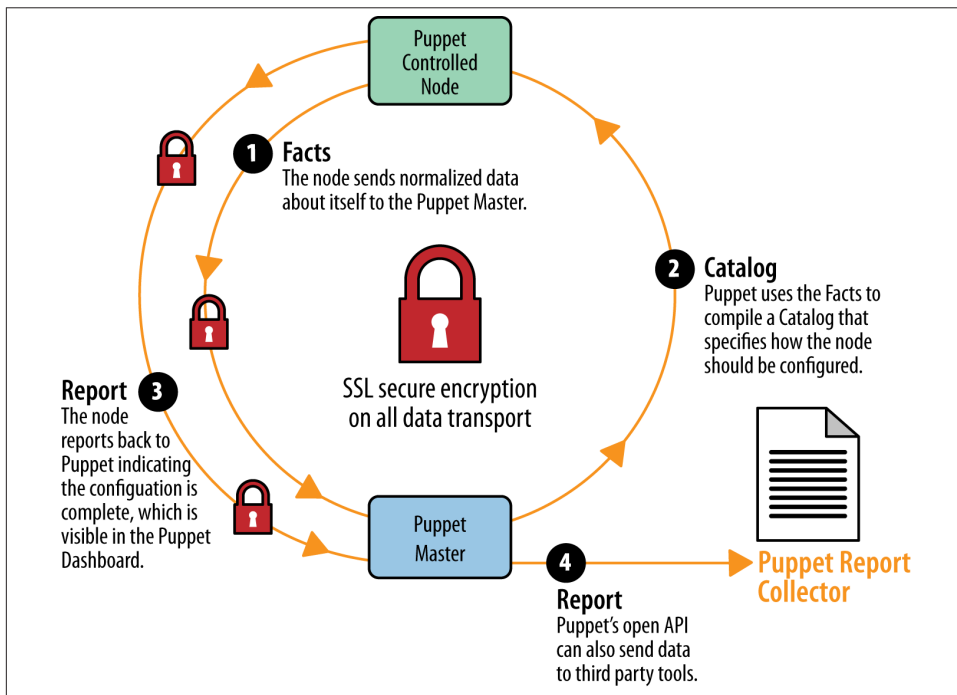 Puppet
Controlled
Node
1 Facts
The node sends normalized data
about itself to the Puppet Master.
2 Catalog
Puppet uses the Facts to
compile a Catalog that
specifies how the node
should be configured.
SSL secure encryption
on all data transport
Report 3
The node
reports back to
Puppet indicating
the configuation is
complete, which is
visible in the Puppet
Dashboard.
Puppet
Master
4
Report
Puppet's open API
can also send data
to third party tools.
Puppet Report
Collector